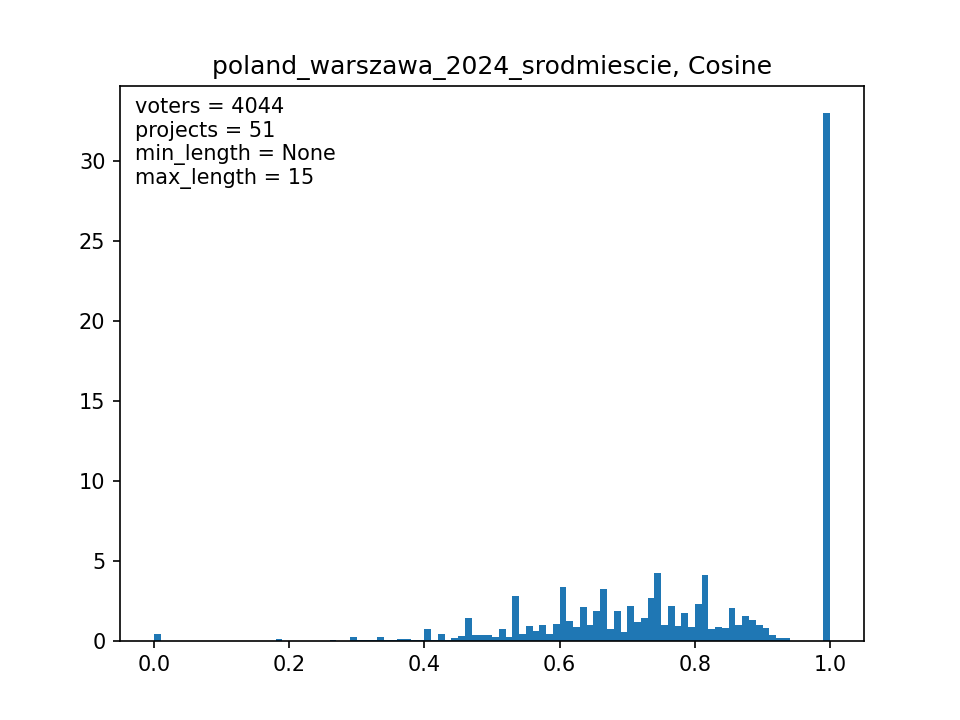 poland_warszawa_2024_srodmiescie, Cosine
voters = 4044
projects = 51
min_length = None
max_length = 15
30
25
20
15
10
5
0
0.0 0.2 0.4 0.6 0.8 1.0